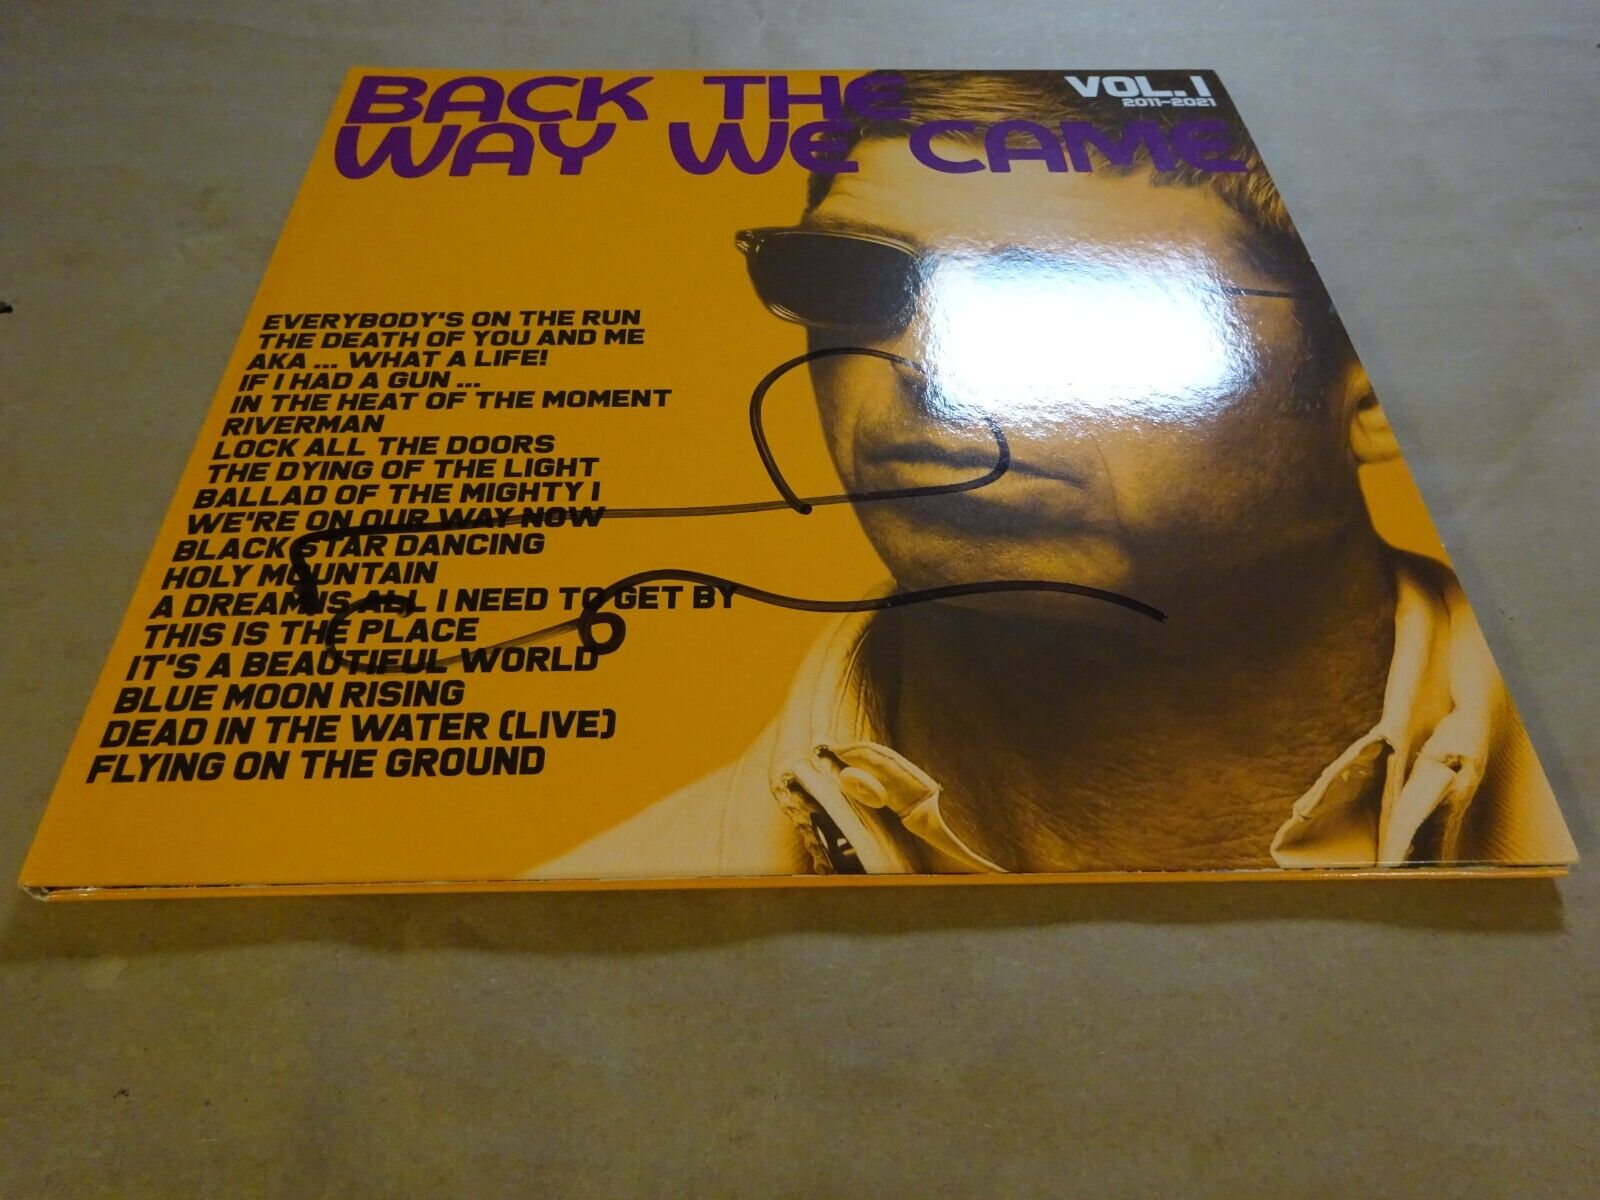 BACK THE
WAY WE CAME
VOL. 1
2011-2021
EVERYBODY'S ON THE RUN
THE DEATH OF YOU AND ME
AKA ... WHAT A LIFE!
IF I HAD A GUN ...
IN THE HEAT OF THE MOMENT
RIVERMAN
LOCK ALL THE DOORS
THE DYING OF THE LIGHT
BALLAD OF THE MIGHTY I
WE'RE ON OUR WAY NOW
BLACK STAR DANCING
HOLY MOUNTAIN
A DREAM IS ALL I NEED TO GET BY
THIS IS THE PLACE
IT'S A BEAUTIFUL WORLD
BLUE MOON RISING
DEAD IN THE WATER (LIVE)
FLYING ON THE GROUND